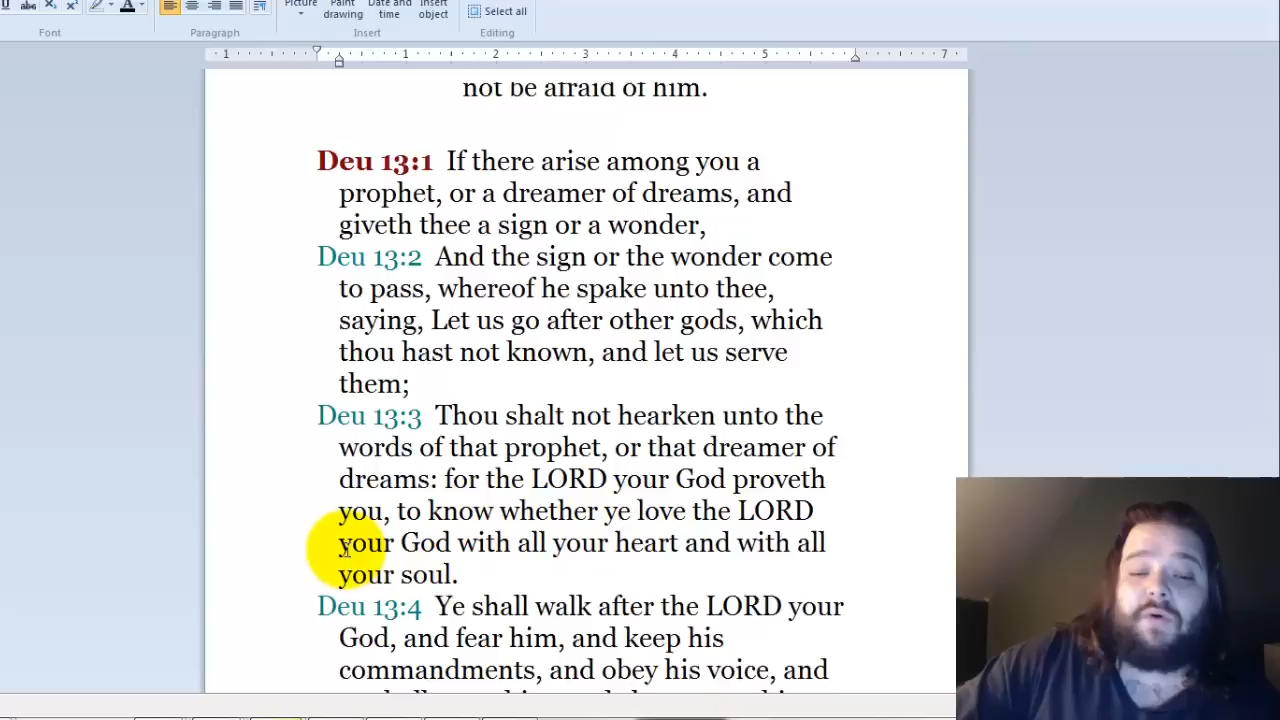 Picture
Paint drawing
Date and time
Insert object
Select all
Font
Paragraph
Insert
Editing
1 1 2 3 4 5 7
not be afraid of him.
Deu 13:1 If there arise among you a
prophet, or a dreamer of dreams, and
giveth thee a sign or a wonder,
Deu 13:2 And the sign or the wonder come
to pass, whereof he spake unto thee,
saying, Let us go after other gods, which
thou hast not known, and let us serve
them;
Deu 13:3 Thou shalt not hearken unto the
words of that prophet, or that dreamer of
dreams: for the LORD your God proveth
you, to know whether ye love the LORD
your God with all your heart and with all
your soul.
Deu 13:4 Ye shall walk after the LORD your
God, and fear him, and keep his
commandments, and obey his voice, and